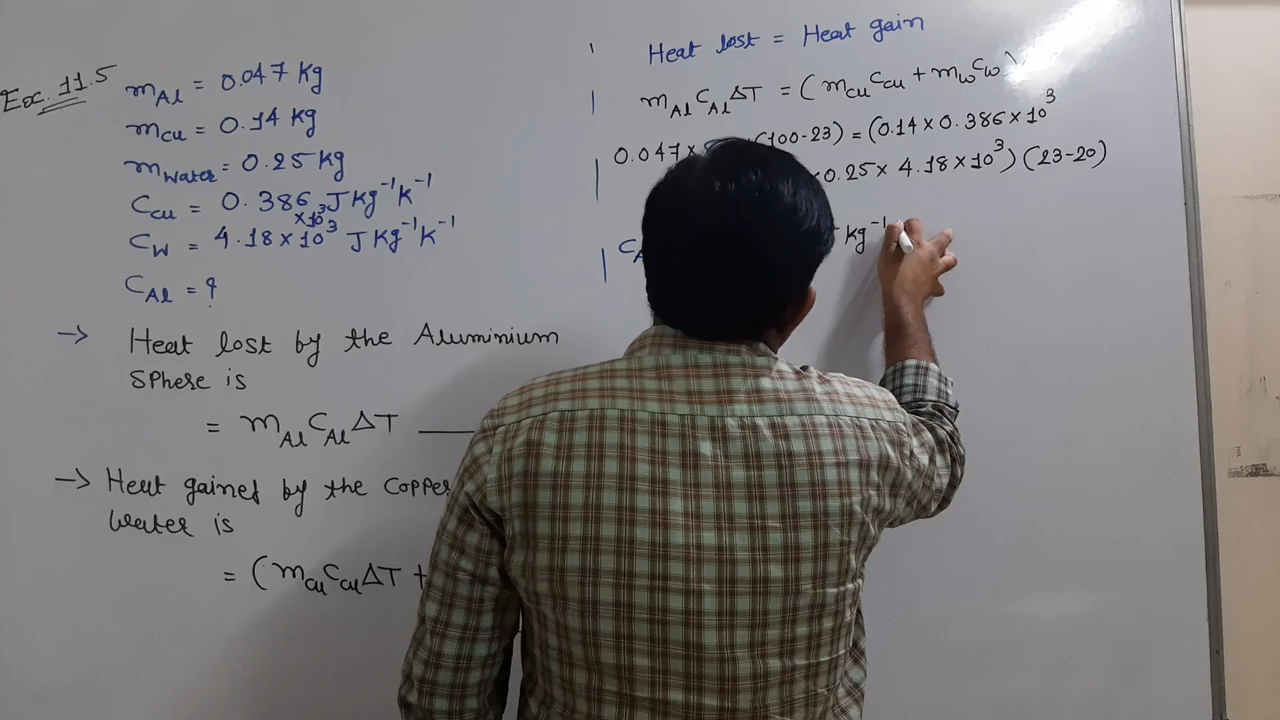 Exc. 11.5
m_Al = 0.047 Kg
m_Cu = 0.14 Kg
m_Water = 0.25 Kg
C_Cu = 0.386 ×10³ J Kg⁻¹ K⁻¹
C_W = 4.18 × 10³ J Kg⁻¹ K⁻¹
C_Al = ?
→ Heat lost by the Aluminium
Sphere is
= m_Al C_Al ΔT
→ Heat gained by the Copper
Water is
= (m_Cu C_Cu ΔT +
Heat lost = Heat gain
m_Al C_Al ΔT = (m_Cu C_Cu + m_W C_W)
0.047 × (100-23) = (0.14 × 0.386 × 10³
0.25 × 4.18 × 10³) (23-20)
Kg⁻¹